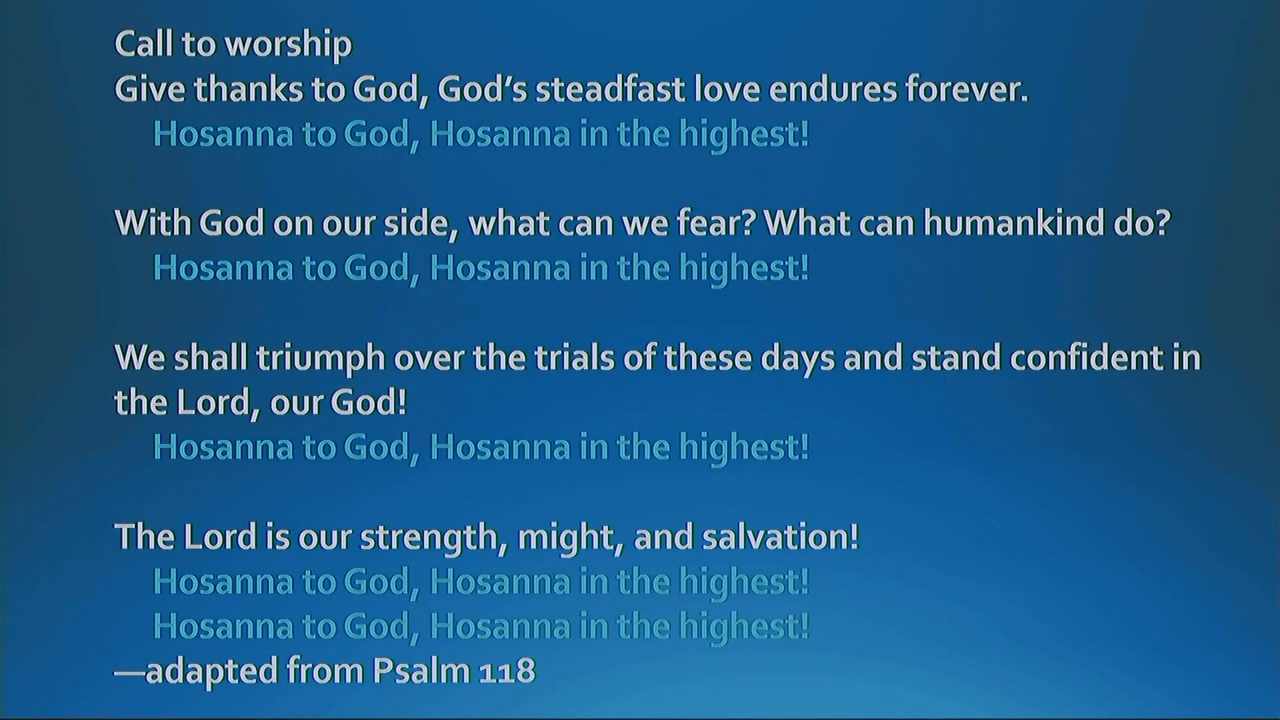 Call to worship
Give thanks to God, God’s steadfast love endures forever.
Hosanna to God, Hosanna in the highest!
With God on our side, what can we fear? What can humankind do?
Hosanna to God, Hosanna in the highest!
We shall triumph over the trials of these days and stand confident in
the Lord, our God!
Hosanna to God, Hosanna in the highest!
The Lord is our strength, might, and salvation!
Hosanna to God, Hosanna in the highest!
Hosanna to God, Hosanna in the highest!
—adapted from Psalm 118